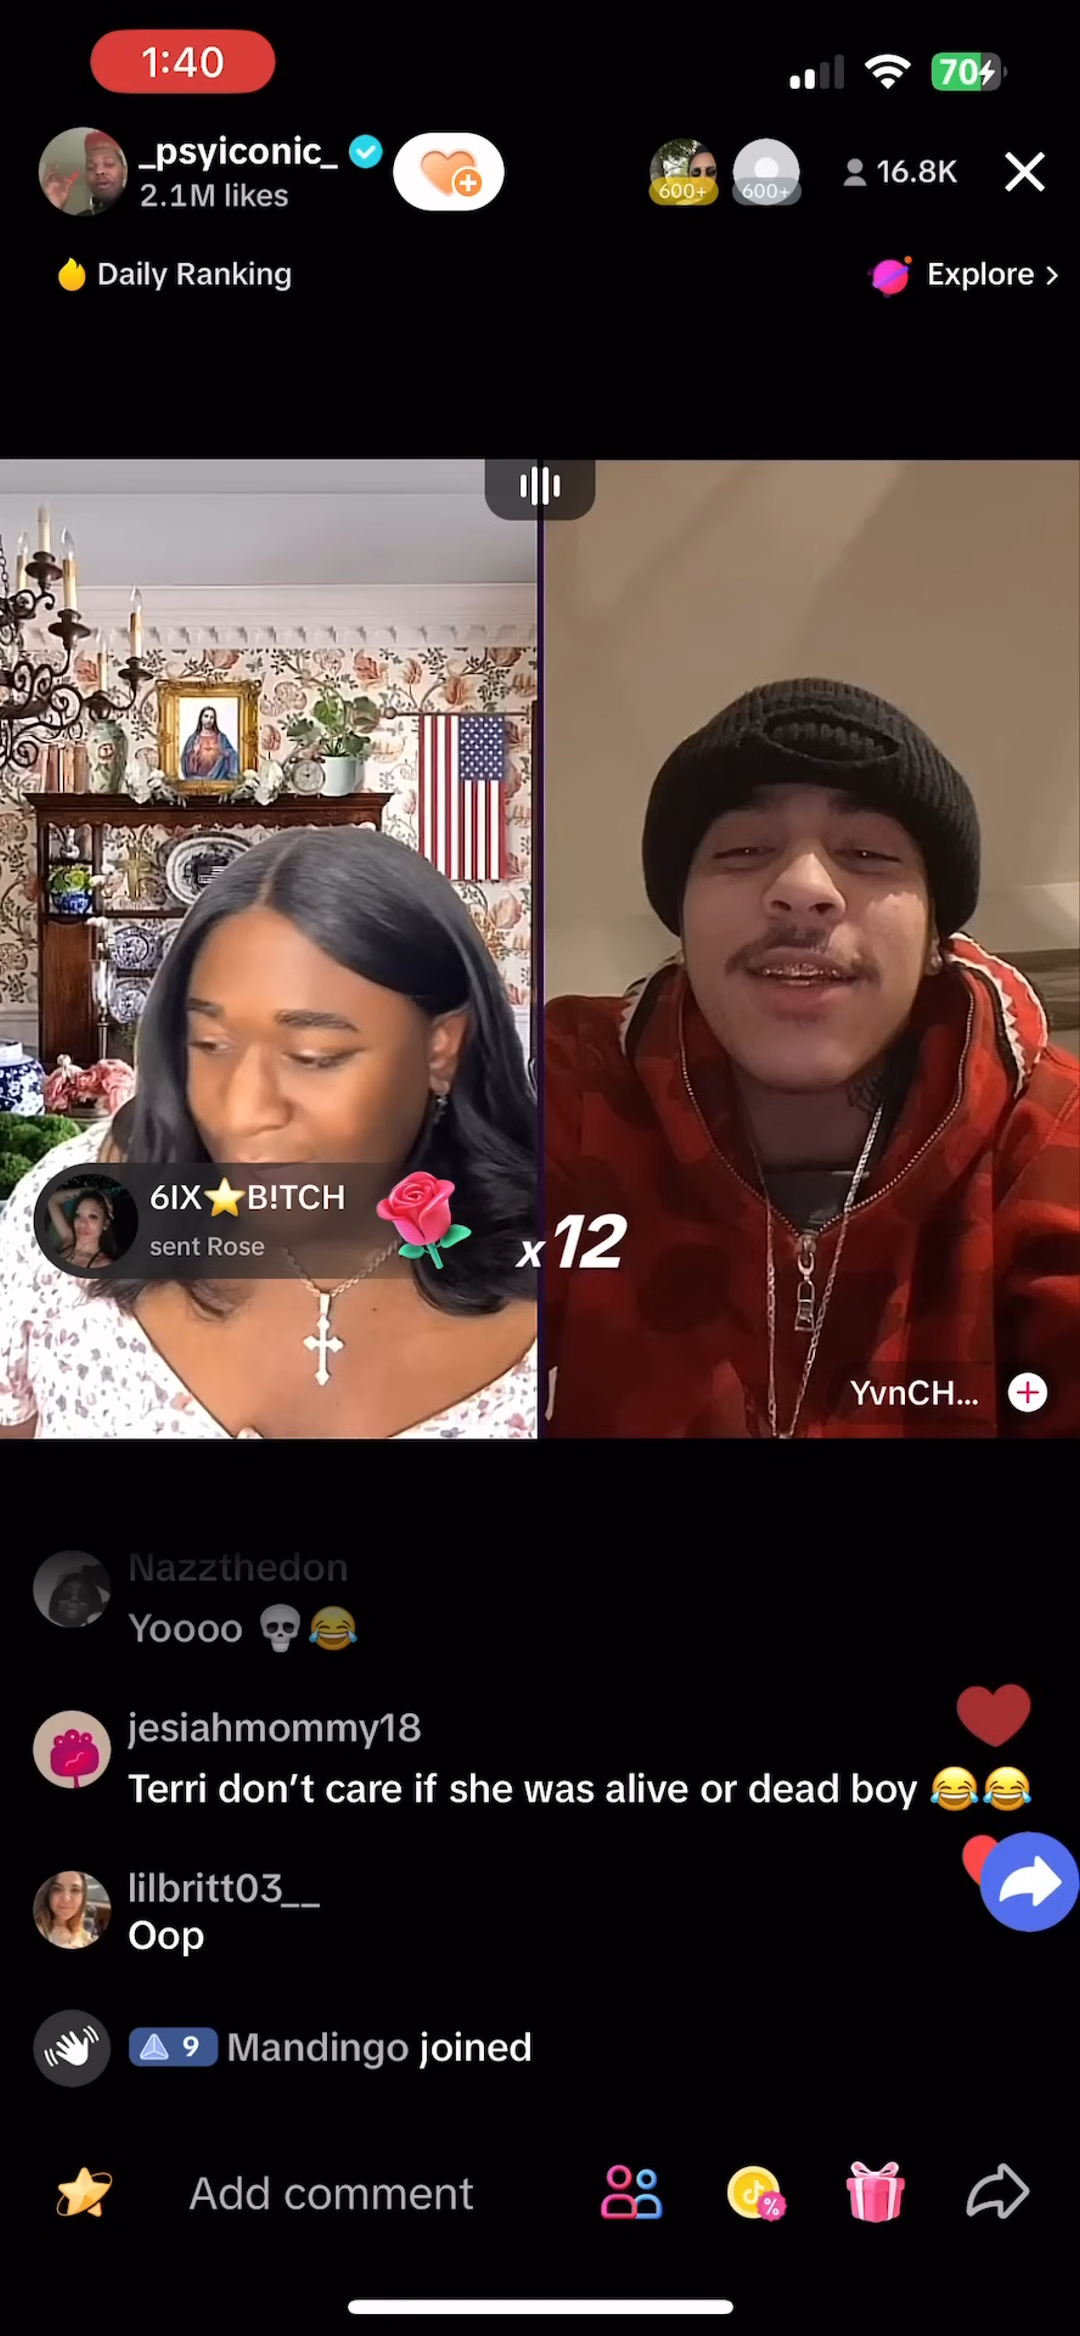 1:40
70
_psyiconic_
2.1M likes
600+
600+
16.8K
Daily Ranking
Explore >
6IX⭐B!TCH
sent Rose
x12
YvnCH...
Nazzthedon
Yoooo 💀😂
jesiahmommy18
Terri don't care if she was alive or dead boy 😂😂
lilbritt03__
Oop
9 Mandingo joined
Add comment